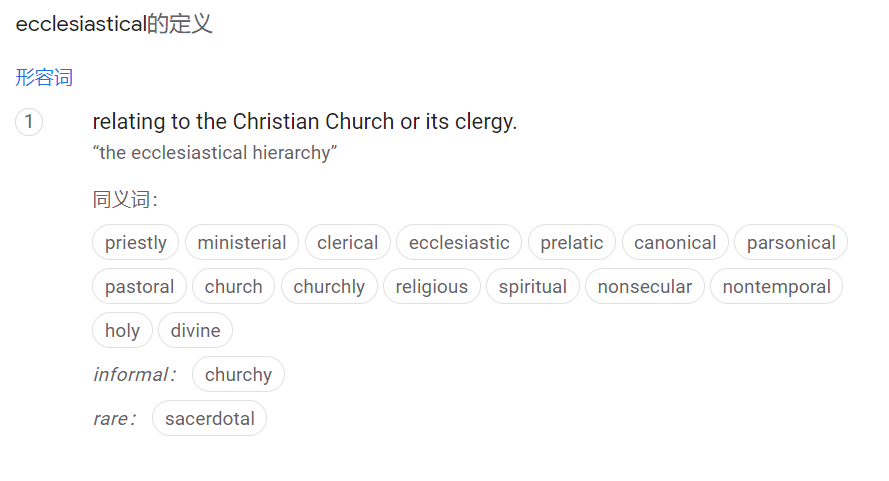 ecclesiastical的定义
形容词
1 relating to the Christian Church or its clergy.
“the ecclesiastical hierarchy”
同义词：
priestly ministerial clerical ecclesiastic prelatic canonical parsonical
pastoral church churchly religious spiritual nonsecular nontemporal
holy divine
informal： churchy
rare： sacerdotal